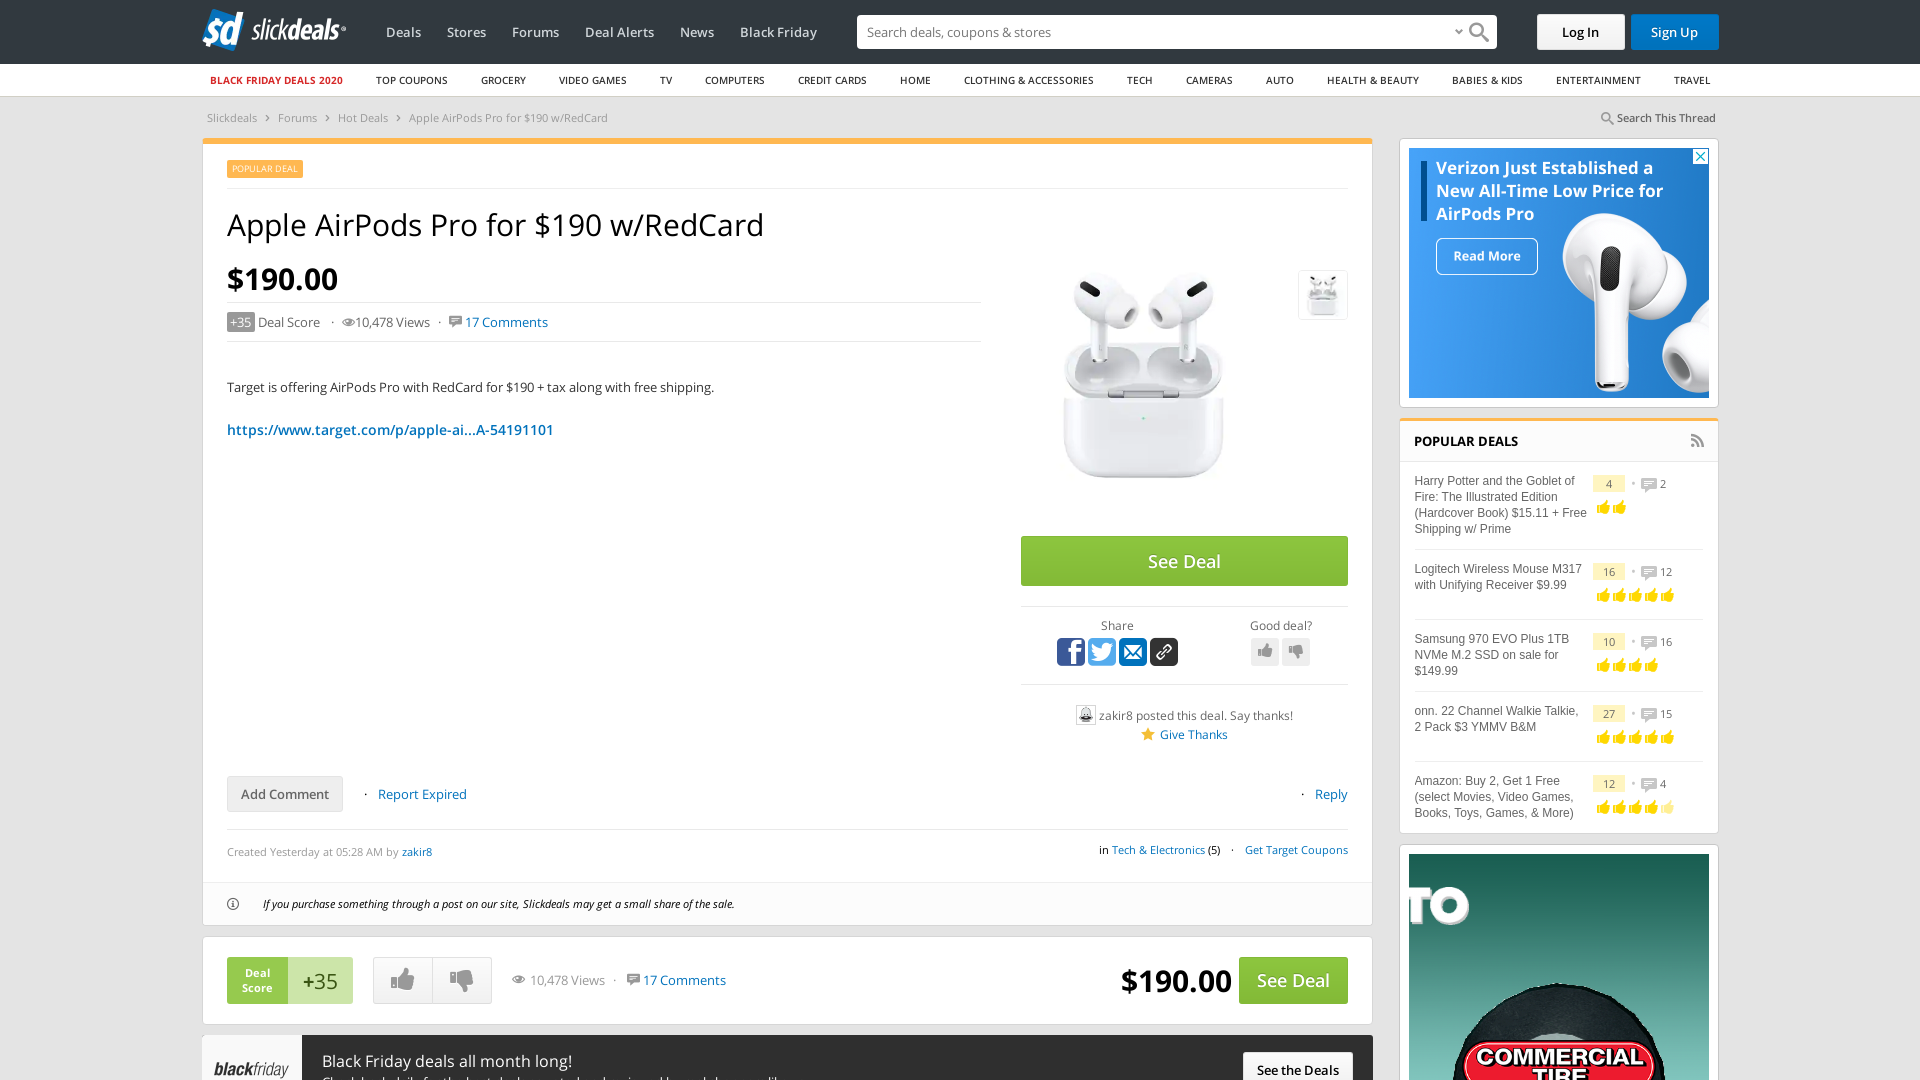 slickdeals
Deals
Stores
Forums
Deal Alerts
News
Black Friday
Search deals, coupons & stores
Log In
Sign Up
BLACK FRIDAY DEALS 2020
TOP COUPONS
GROCERY
VIDEO GAMES
TV
COMPUTERS
CREDIT CARDS
HOME
CLOTHING & ACCESSORIES
TECH
CAMERAS
AUTO
HEALTH & BEAUTY
BABIES & KIDS
ENTERTAINMENT
TRAVEL
Slickdeals › Forums › Hot Deals › Apple AirPods Pro for $190 w/RedCard
Search This Thread
POPULAR DEAL
Apple AirPods Pro for $190 w/RedCard
$190.00
+35 Deal Score · 10,478 Views · 17 Comments
Target is offering AirPods Pro with RedCard for $190 + tax along with free shipping.
https://www.target.com/p/apple-ai...A-54191101
See Deal
Share
Good deal?
zakir8 posted this deal. Say thanks!
Give Thanks
Add Comment · Report Expired
· Reply
Created Yesterday at 05:28 AM by zakir8
in Tech & Electronics (5) · Get Target Coupons
If you purchase something through a post on our site, Slickdeals may get a small share of the sale.
Deal
Score
+35
10,478 Views · 17 Comments
$190.00
See Deal
blackfriday
Black Friday deals all month long!
See the Deals
Verizon Just Established a
New All-Time Low Price for
AirPods Pro
Read More
POPULAR DEALS
Harry Potter and the Goblet of
Fire: The Illustrated Edition
(Hardcover Book) $15.11 + Free
Shipping w/ Prime
4 • 2
Logitech Wireless Mouse M317
with Unifying Receiver $9.99
16 • 12
Samsung 970 EVO Plus 1TB
NVMe M.2 SSD on sale for
$149.99
10 • 16
onn. 22 Channel Walkie Talkie,
2 Pack $3 YMMV B&M
27 • 15
Amazon: Buy 2, Get 1 Free
(select Movies, Video Games,
Books, Toys, Games, & More)
12 • 4
TO
COMMERCIAL
TIRE